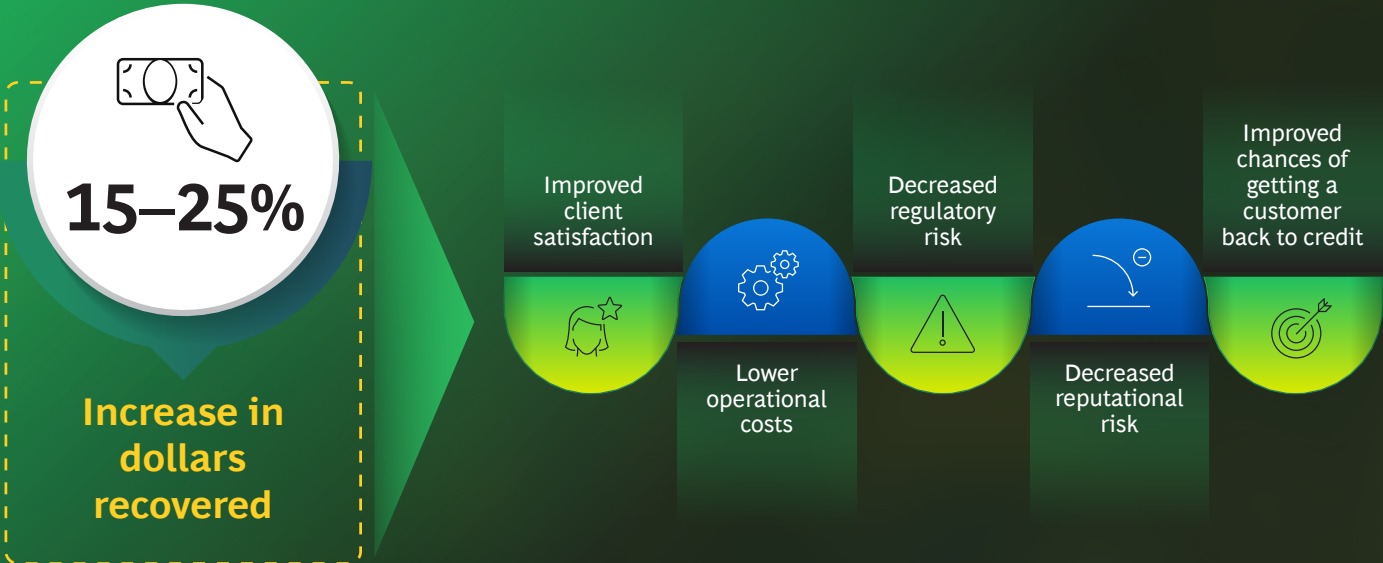 15–25%
Increase in
dollars
recovered
Improved
client
satisfaction
Lower
operational
costs
Decreased
regulatory
risk
Decreased
reputational
risk
Improved
chances of
getting a
customer
back to credit